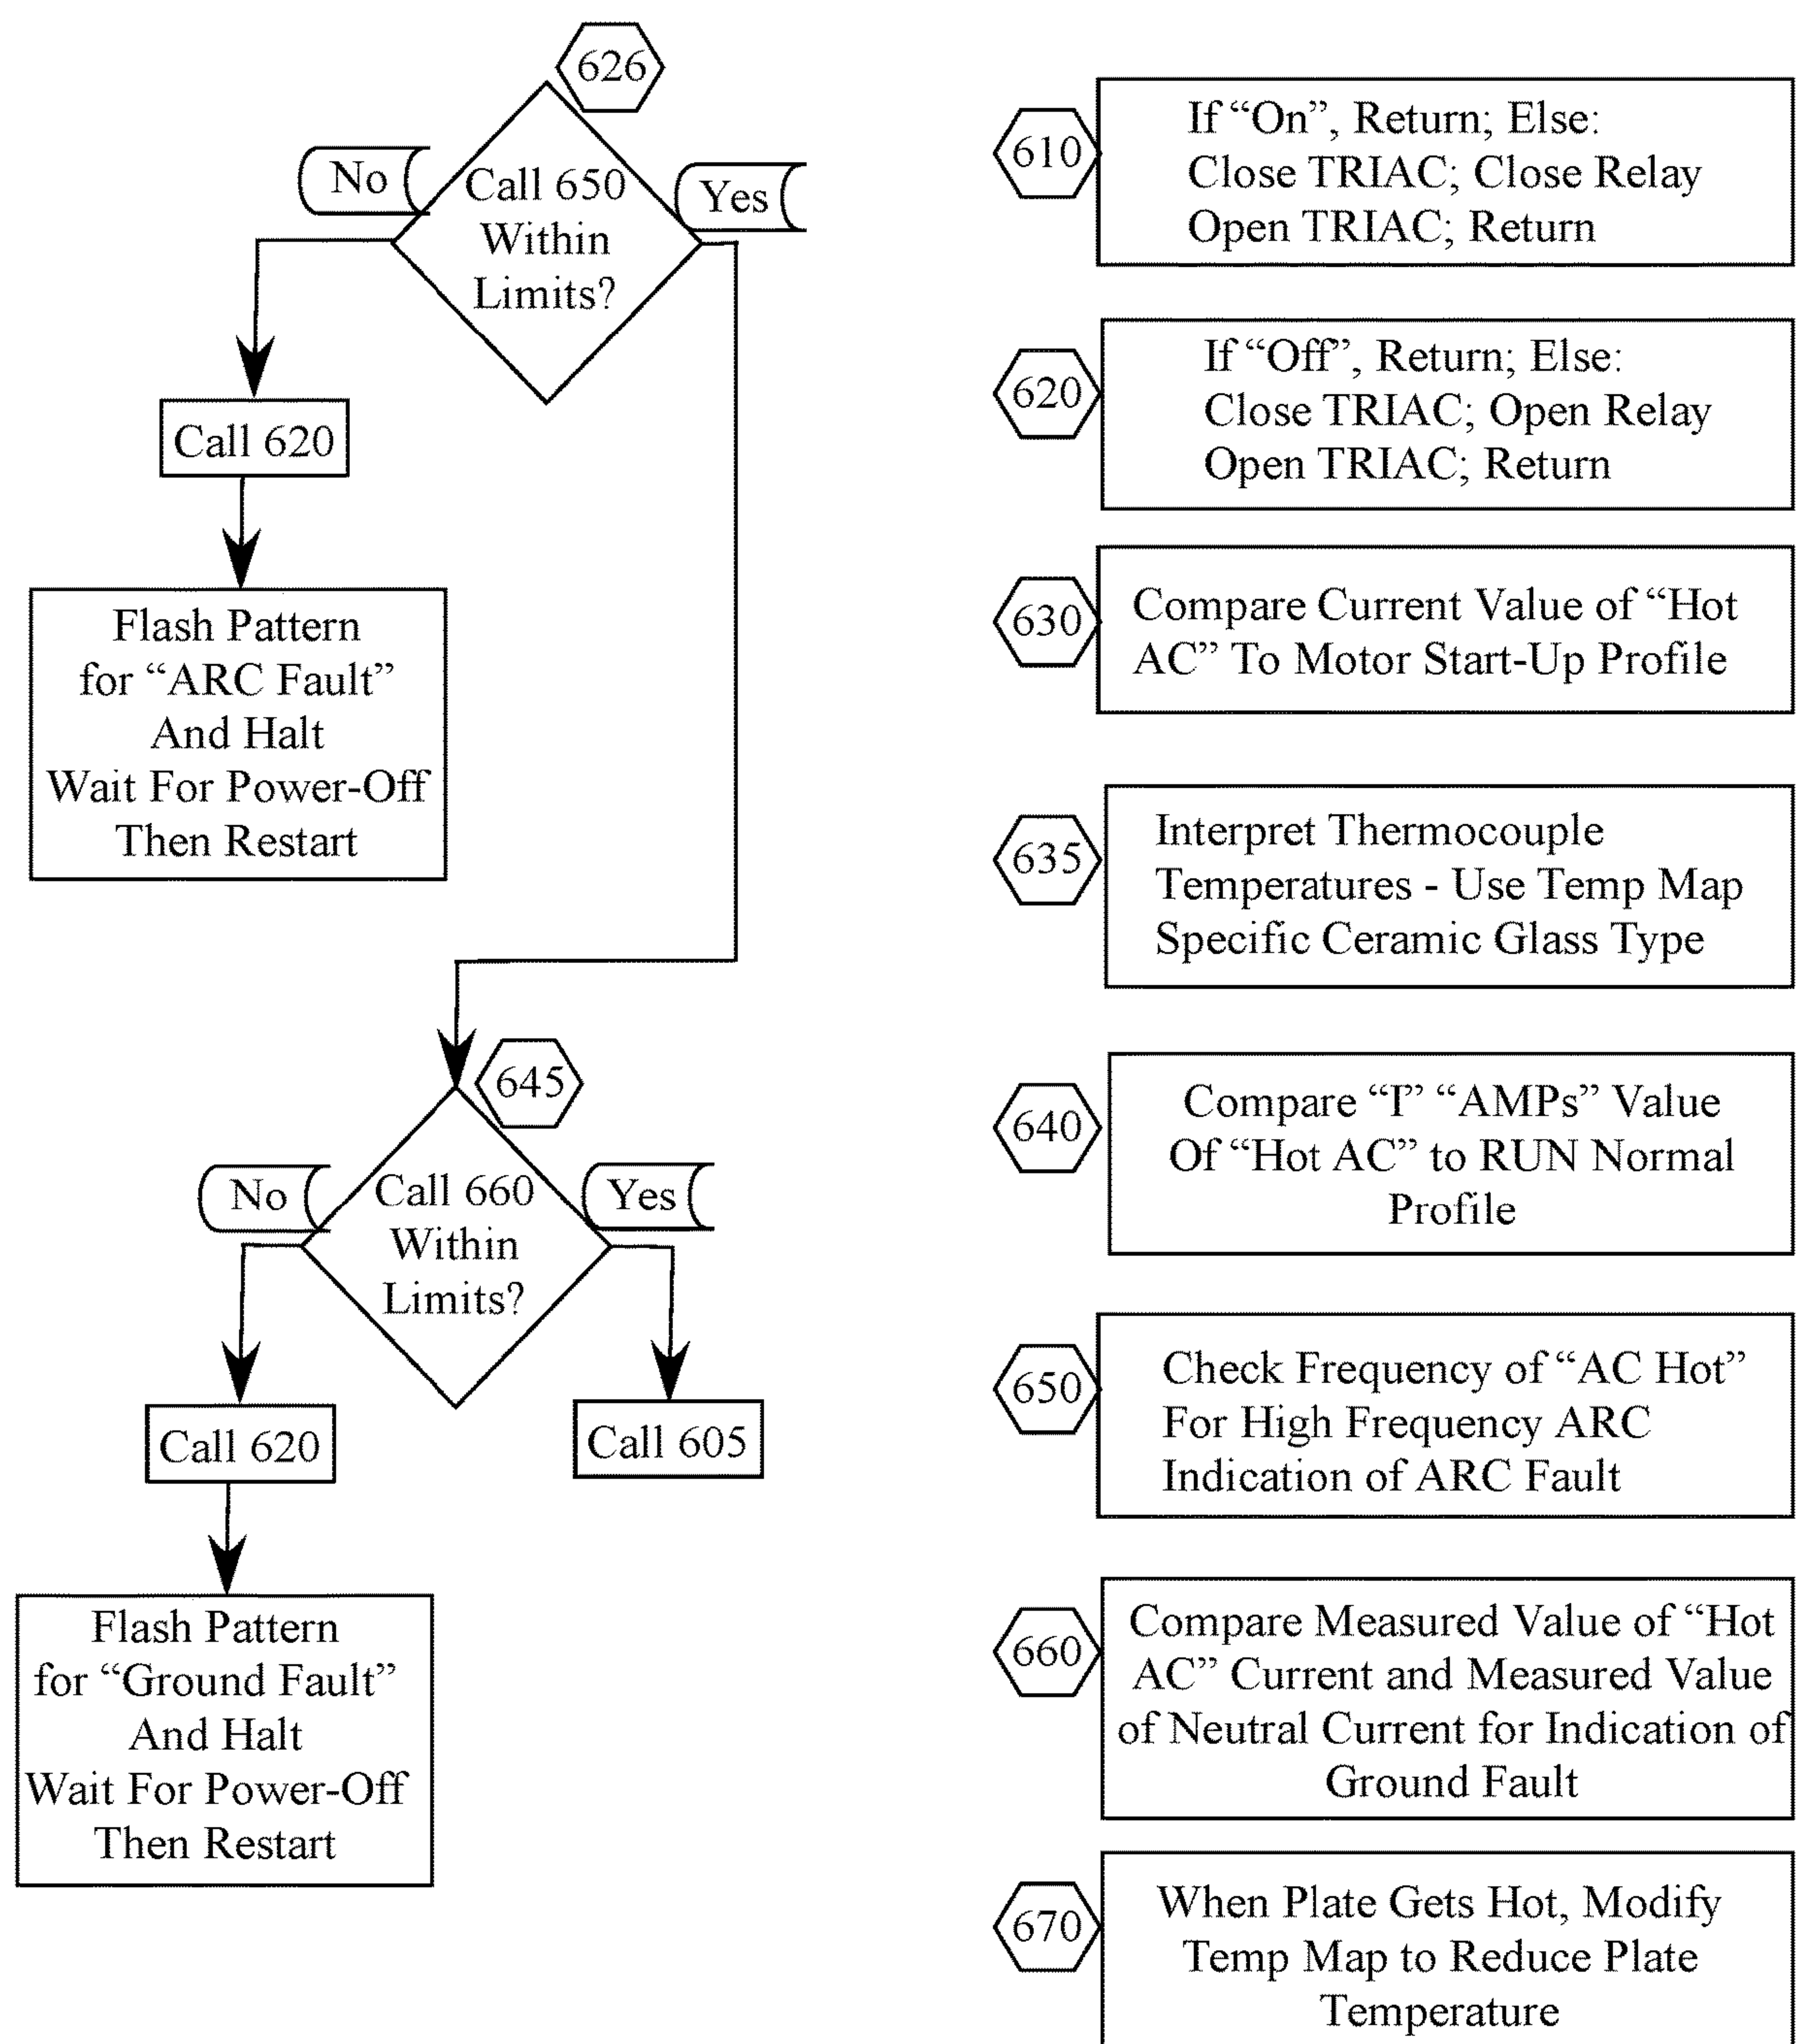 626
No
Yes
Call 650
Within
Limits?
Call 620
Flash Pattern
for “ARC Fault”
And Halt
Wait For Power-Off
Then Restart
645
No
Yes
Call 660
Within
Limits?
Call 620
Call 605
Flash Pattern
for “Ground Fault”
And Halt
Wait For Power-Off
Then Restart
610
If “On”, Return; Else:
Close TRIAC; Close Relay
Open TRIAC; Return
620
If “Off”, Return; Else:
Close TRIAC; Open Relay
Open TRIAC; Return
630
Compare Current Value of “Hot
AC” To Motor Start-Up Profile
635
Interpret Thermocouple
Temperatures - Use Temp Map
Specific Ceramic Glass Type
640
Compare “I” “AMPs” Value
Of “Hot AC” to RUN Normal
Profile
650
Check Frequency of “AC Hot”
For High Frequency ARC
Indication of ARC Fault
660
Compare Measured Value of “Hot
AC” Current and Measured Value
of Neutral Current for Indication of
Ground Fault
670
When Plate Gets Hot, Modify
Temp Map to Reduce Plate
Temperature